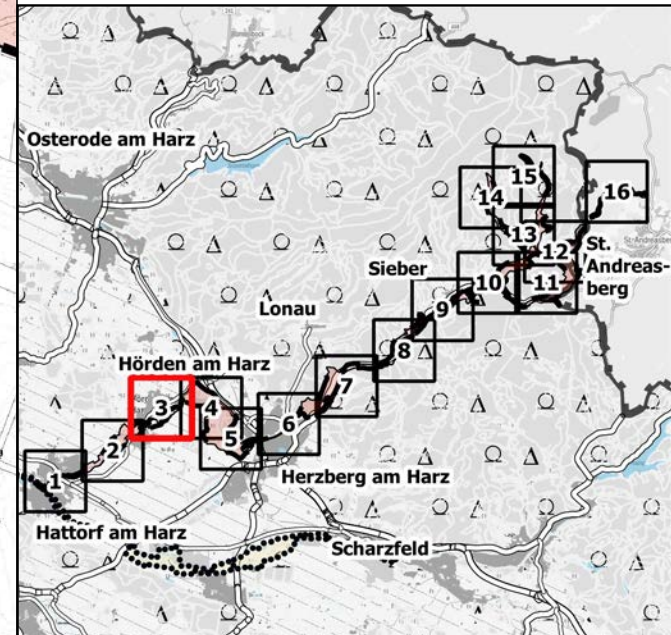 Osterode am Harz
15
16
14
13
12
St.
Andreas-
berg
Sieber
10
11
9
Lonau
8
Hörden am Harz
7
3
4
6
5
2
1
Herzberg am Harz
Hattorf am Harz
Scharzfeld